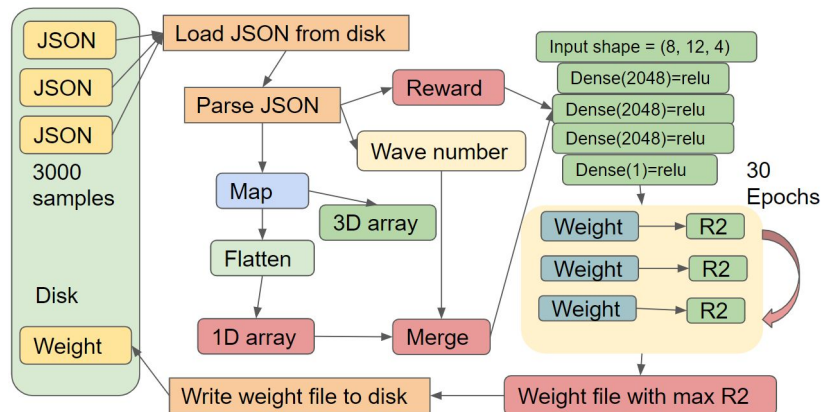 JSON
JSON
JSON
3000
samples
Disk
Weight
Load JSON from disk
Parse JSON
Reward
Wave number
Map
3D array
Flatten
1D array
Merge
Write weight file to disk
Input shape = (8, 12, 4)
Dense(2048)=relu
Dense(2048)=relu
Dense(2048)=relu
Dense(1)=relu
30
Epochs
Weight
R2
Weight
R2
Weight
R2
Weight file with max R2